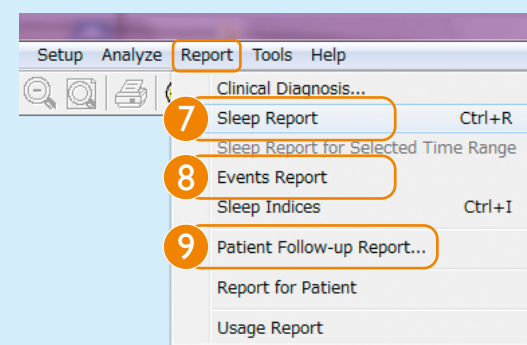 Setup Analyze Report Tools Help
Clinical Diagnosis...
7 Sleep Report Ctrl+R
Sleep Report for Selected Time Range
8 Events Report
Sleep Indices Ctrl+I
9 Patient Follow-up Report...
Report for Patient
Usage Report